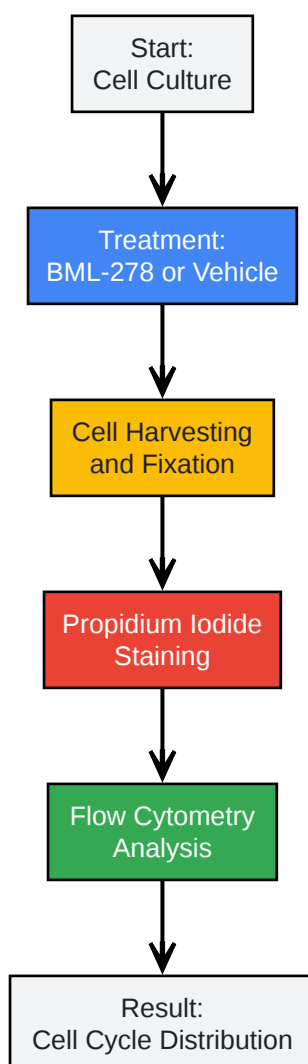 Start:
Cell Culture
Treatment:
BML-278 or Vehicle
Cell Harvesting
and Fixation
Propidium Iodide
Staining
Flow Cytometry
Analysis
Result:
Cell Cycle Distribution